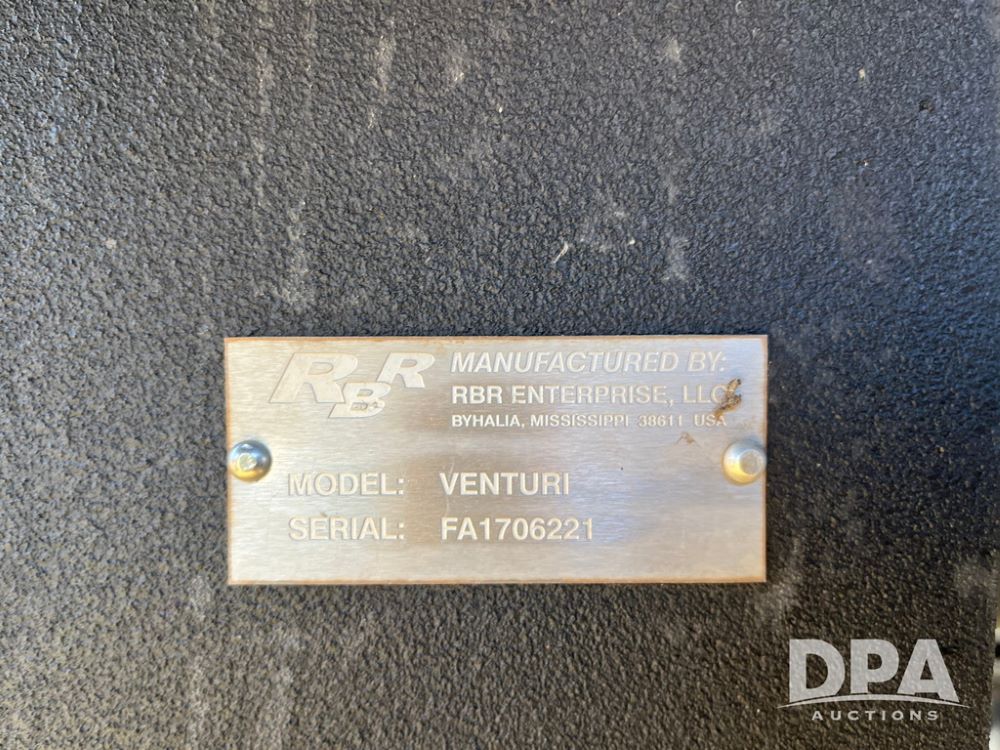 RBR MANUFACTURED BY:
RBR ENTERPRISE, LLC
BYHALIA, MISSISSIPPI 38611 USA
MODEL: VENTURI
SERIAL: FA1706221
DPA
AUCTIONS